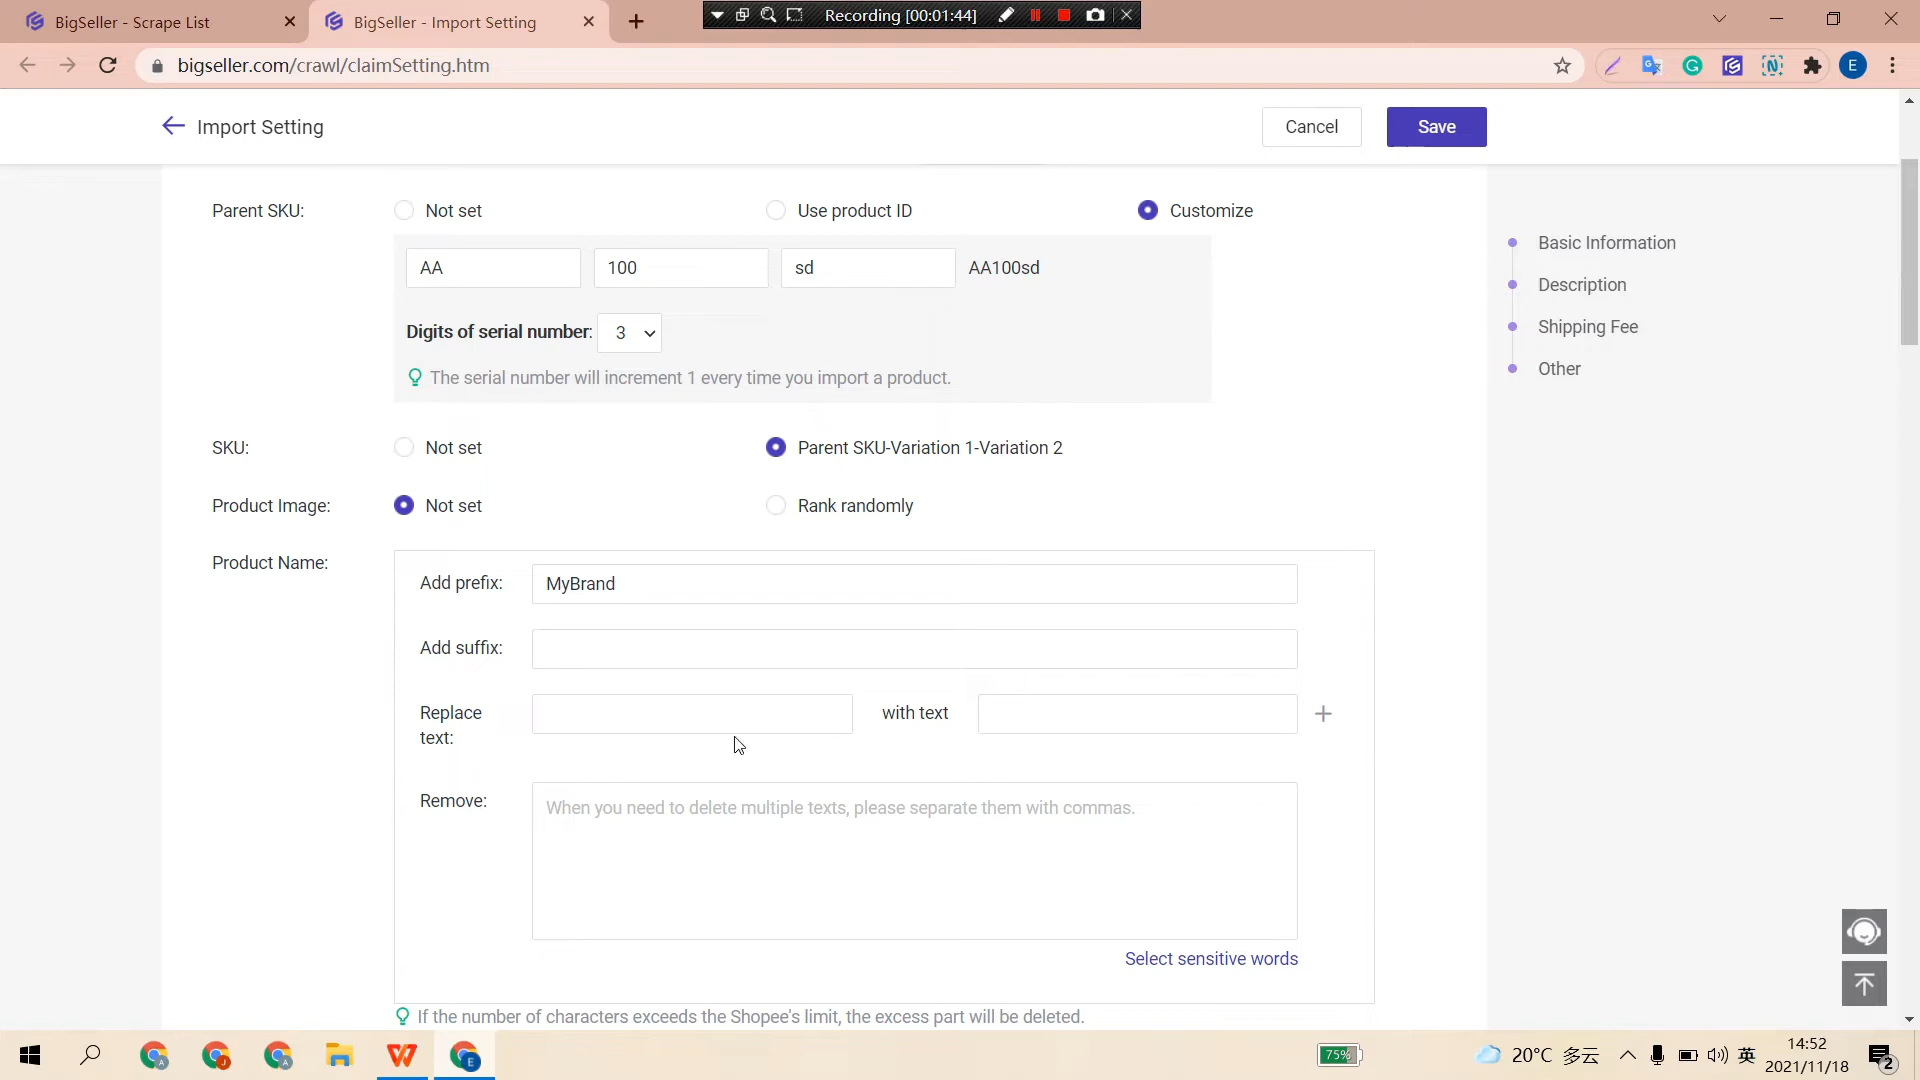 BigSeller - Scrape List
BigSeller - Import Setting
Recording [00:01:44]
bigseller.com/crawl/claimSetting.htm
E
Import Setting
Cancel
Save
Parent SKU:
Not set
Use product ID
Customize
AA
100
sd
AA100sd
Digits of serial number:
3
The serial number will increment 1 every time you import a product.
SKU:
Not set
Parent SKU-Variation 1-Variation 2
Product Image:
Not set
Rank randomly
Product Name:
Add prefix:
MyBrand
Add suffix:
Replace text:
with text
Remove:
When you need to delete multiple texts, please separate them with commas.
Select sensitive words
If the number of characters exceeds the Shopee's limit, the excess part will be deleted.
Basic Information
Description
Shipping Fee
Other
A
J
A
E
75%
20°C 多云
英
14:52
2021/11/18
2